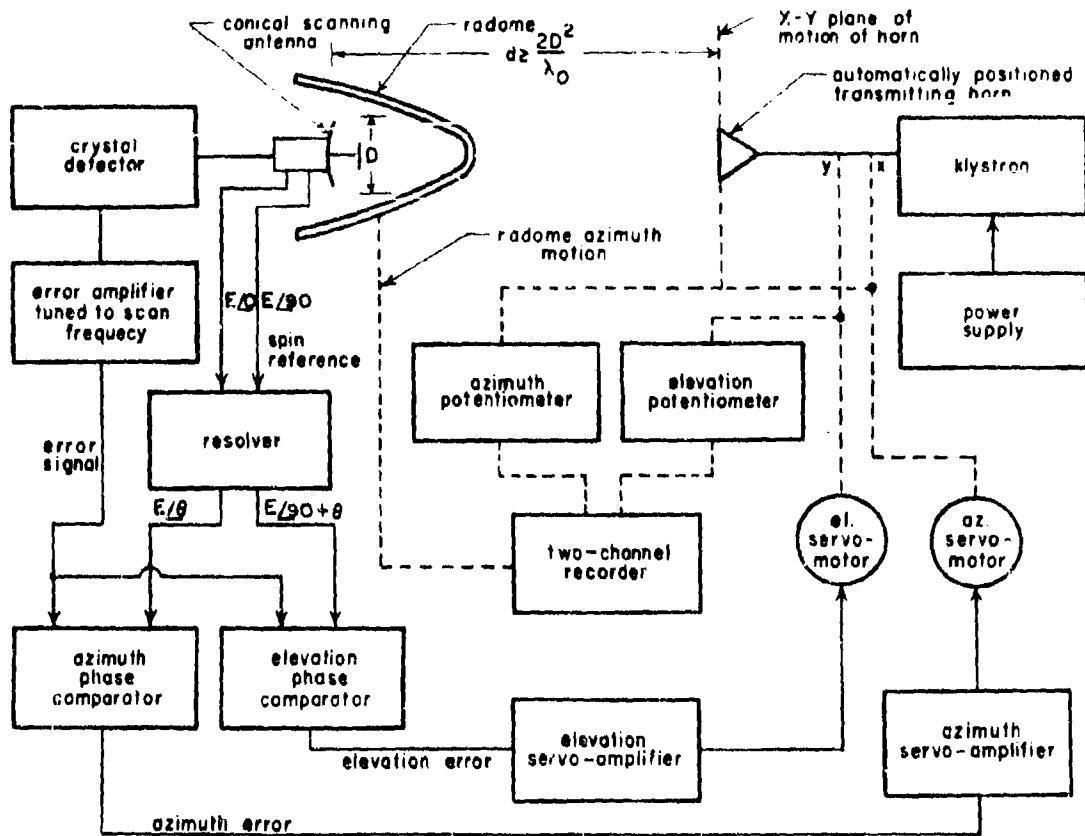 conical scanning
antenna
radome
d≥ 2D²
λ₀
X-Y plane of
motion of horn
automatically positioned
transmitting horn
crystal
detector
D
y
x
klystron
radome azimuth
motion
error amplifier
tuned to scan
frequecy
E/0 E/90
spin
reference
power
supply
azimuth
potentiometer
elevation
potentiometer
resolver
error
signal
E/θ
E/90+θ
two-channel
recorder
el.
servo-
motor
az.
servo-
motor
azimuth
phase
comparator
elevation
phase
comparator
elevation error
elevation
servo-amplifier
azimuth
servo-amplifier
azimuth error